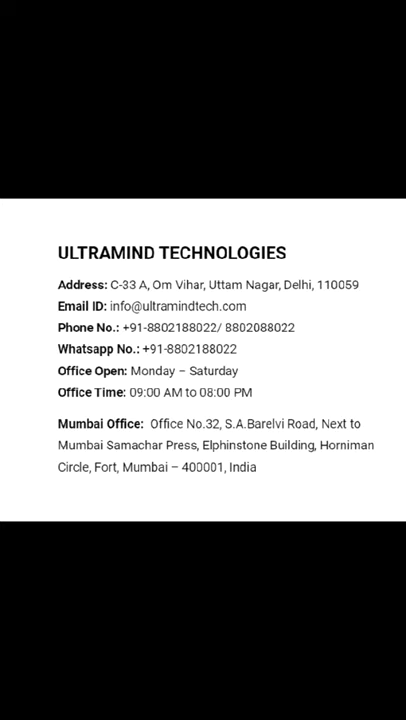 ULTRAMIND TECHNOLOGIES
Address: C-33 A, Om Vihar, Uttam Nagar, Delhi, 110059
Email ID: info@ultramindtech.com
Phone No.: +91-8802188022/ 8802088022
Whatsapp No.: +91-8802188022
Office Open: Monday – Saturday
Office Time: 09:00 AM to 08:00 PM
Mumbai Office: Office No.32, S.A.Barelvi Road, Next to
Mumbai Samachar Press, Elphinstone Building, Horniman
Circle, Fort, Mumbai – 400001, India